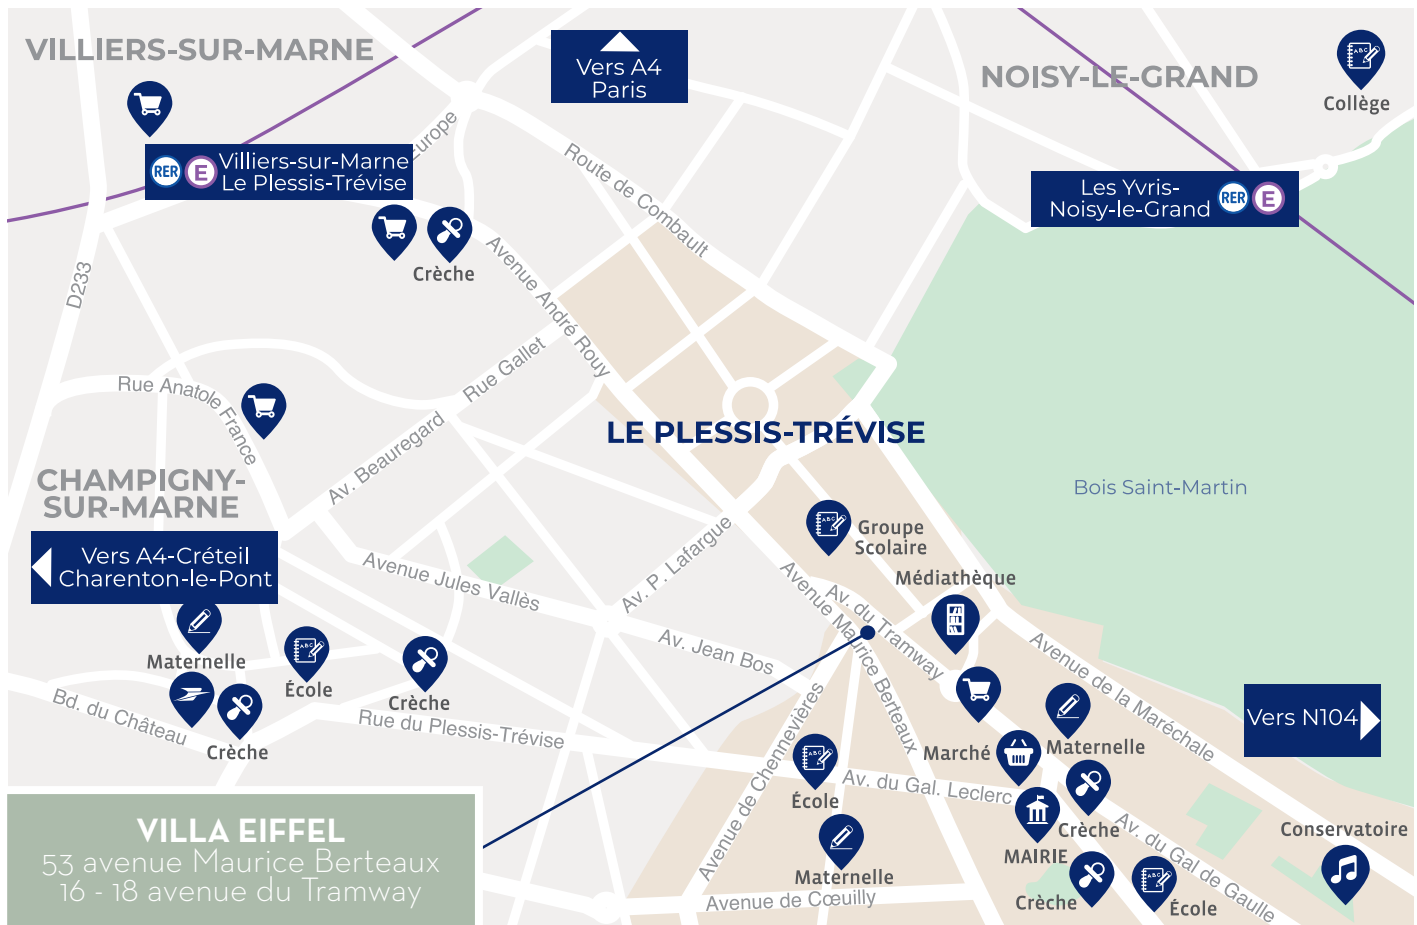 VILLIERS-SUR-MARNE
Vers A4
Paris
NOISY-LE-GRAND
Collège
RER E Villiers-sur-Marne
Le Plessis-Trévise
Europe
Route de Combault
Les Yvris-
Noisy-le-Grand RER E
D233
Crèche
Avenue André Rouy
Rue Gallet
Rue Anatole France
LE PLESSIS-TRÉVISE
Av. Beauregard
CHAMPIGNY-
SUR-MARNE
Bois Saint-Martin
Vers A4-Créteil
Charenton-le-Pont
Groupe
Scolaire
Médiathèque
Avenue Jules Vallès
Av. P. Lafargue
Avenue Maurice Berteaux
Av. du Tramway
Av. Jean Bos
Avenue de la Maréchale
Maternelle
École
Crèche
Bd. du Château
Crèche
Rue du Plessis-Trévise
Avenue de Chennevières
Vers N104
Marché
Maternelle
École
Av. du Gal. Leclerc
Crèche
MAIRIE
Av. du Gal de Gaulle
Conservatoire
Maternelle
Crèche
École
Avenue de Cœuilly
VILLA EIFFEL
53 avenue Maurice Berteaux
16 - 18 avenue du Tramway
ABC
ABC
ABC
ABC
ABC